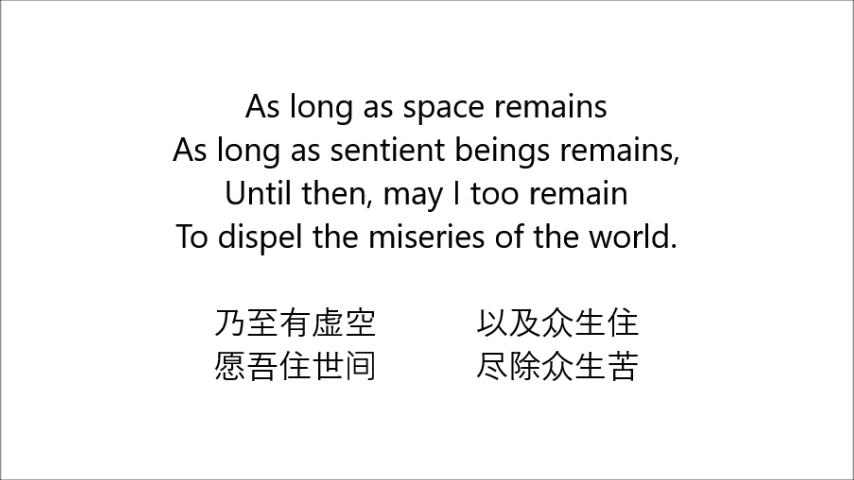 As long as space remains
As long as sentient beings remains,
Until then, may I too remain
To dispel the miseries of the world.
乃至有虚空 以及众生住
愿吾住世间 尽除众生苦